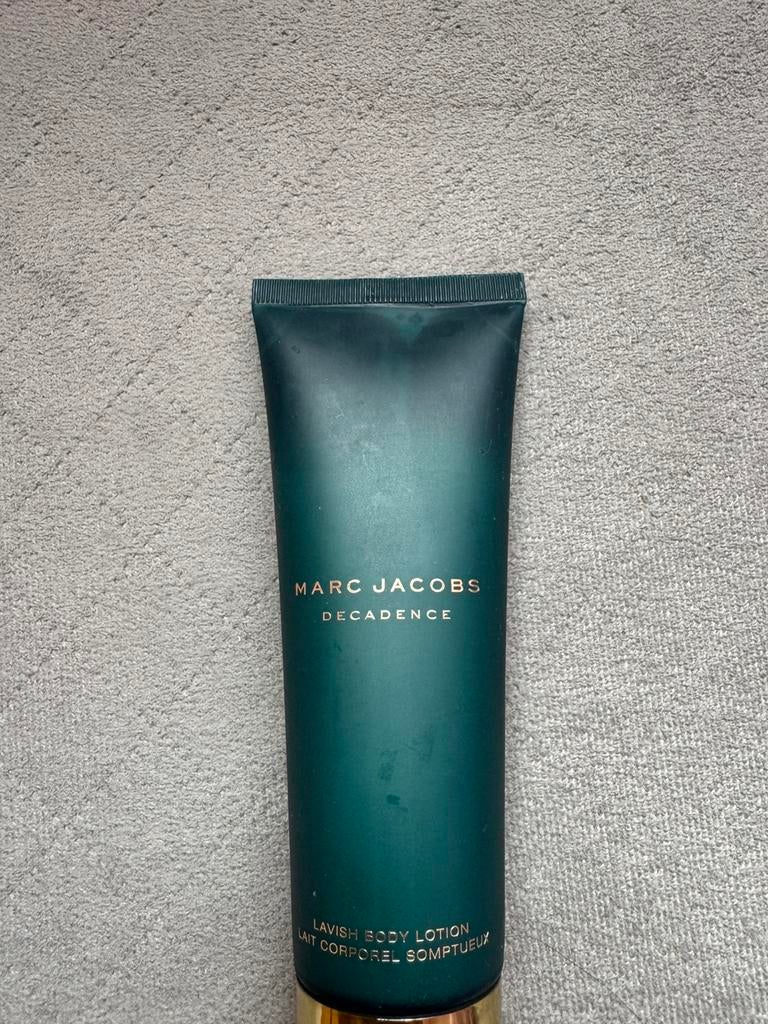 MARC JACOBS
DECADENCE
LAVISH BODY LOTION
LAIT CORPOREL SOMPTUEUX